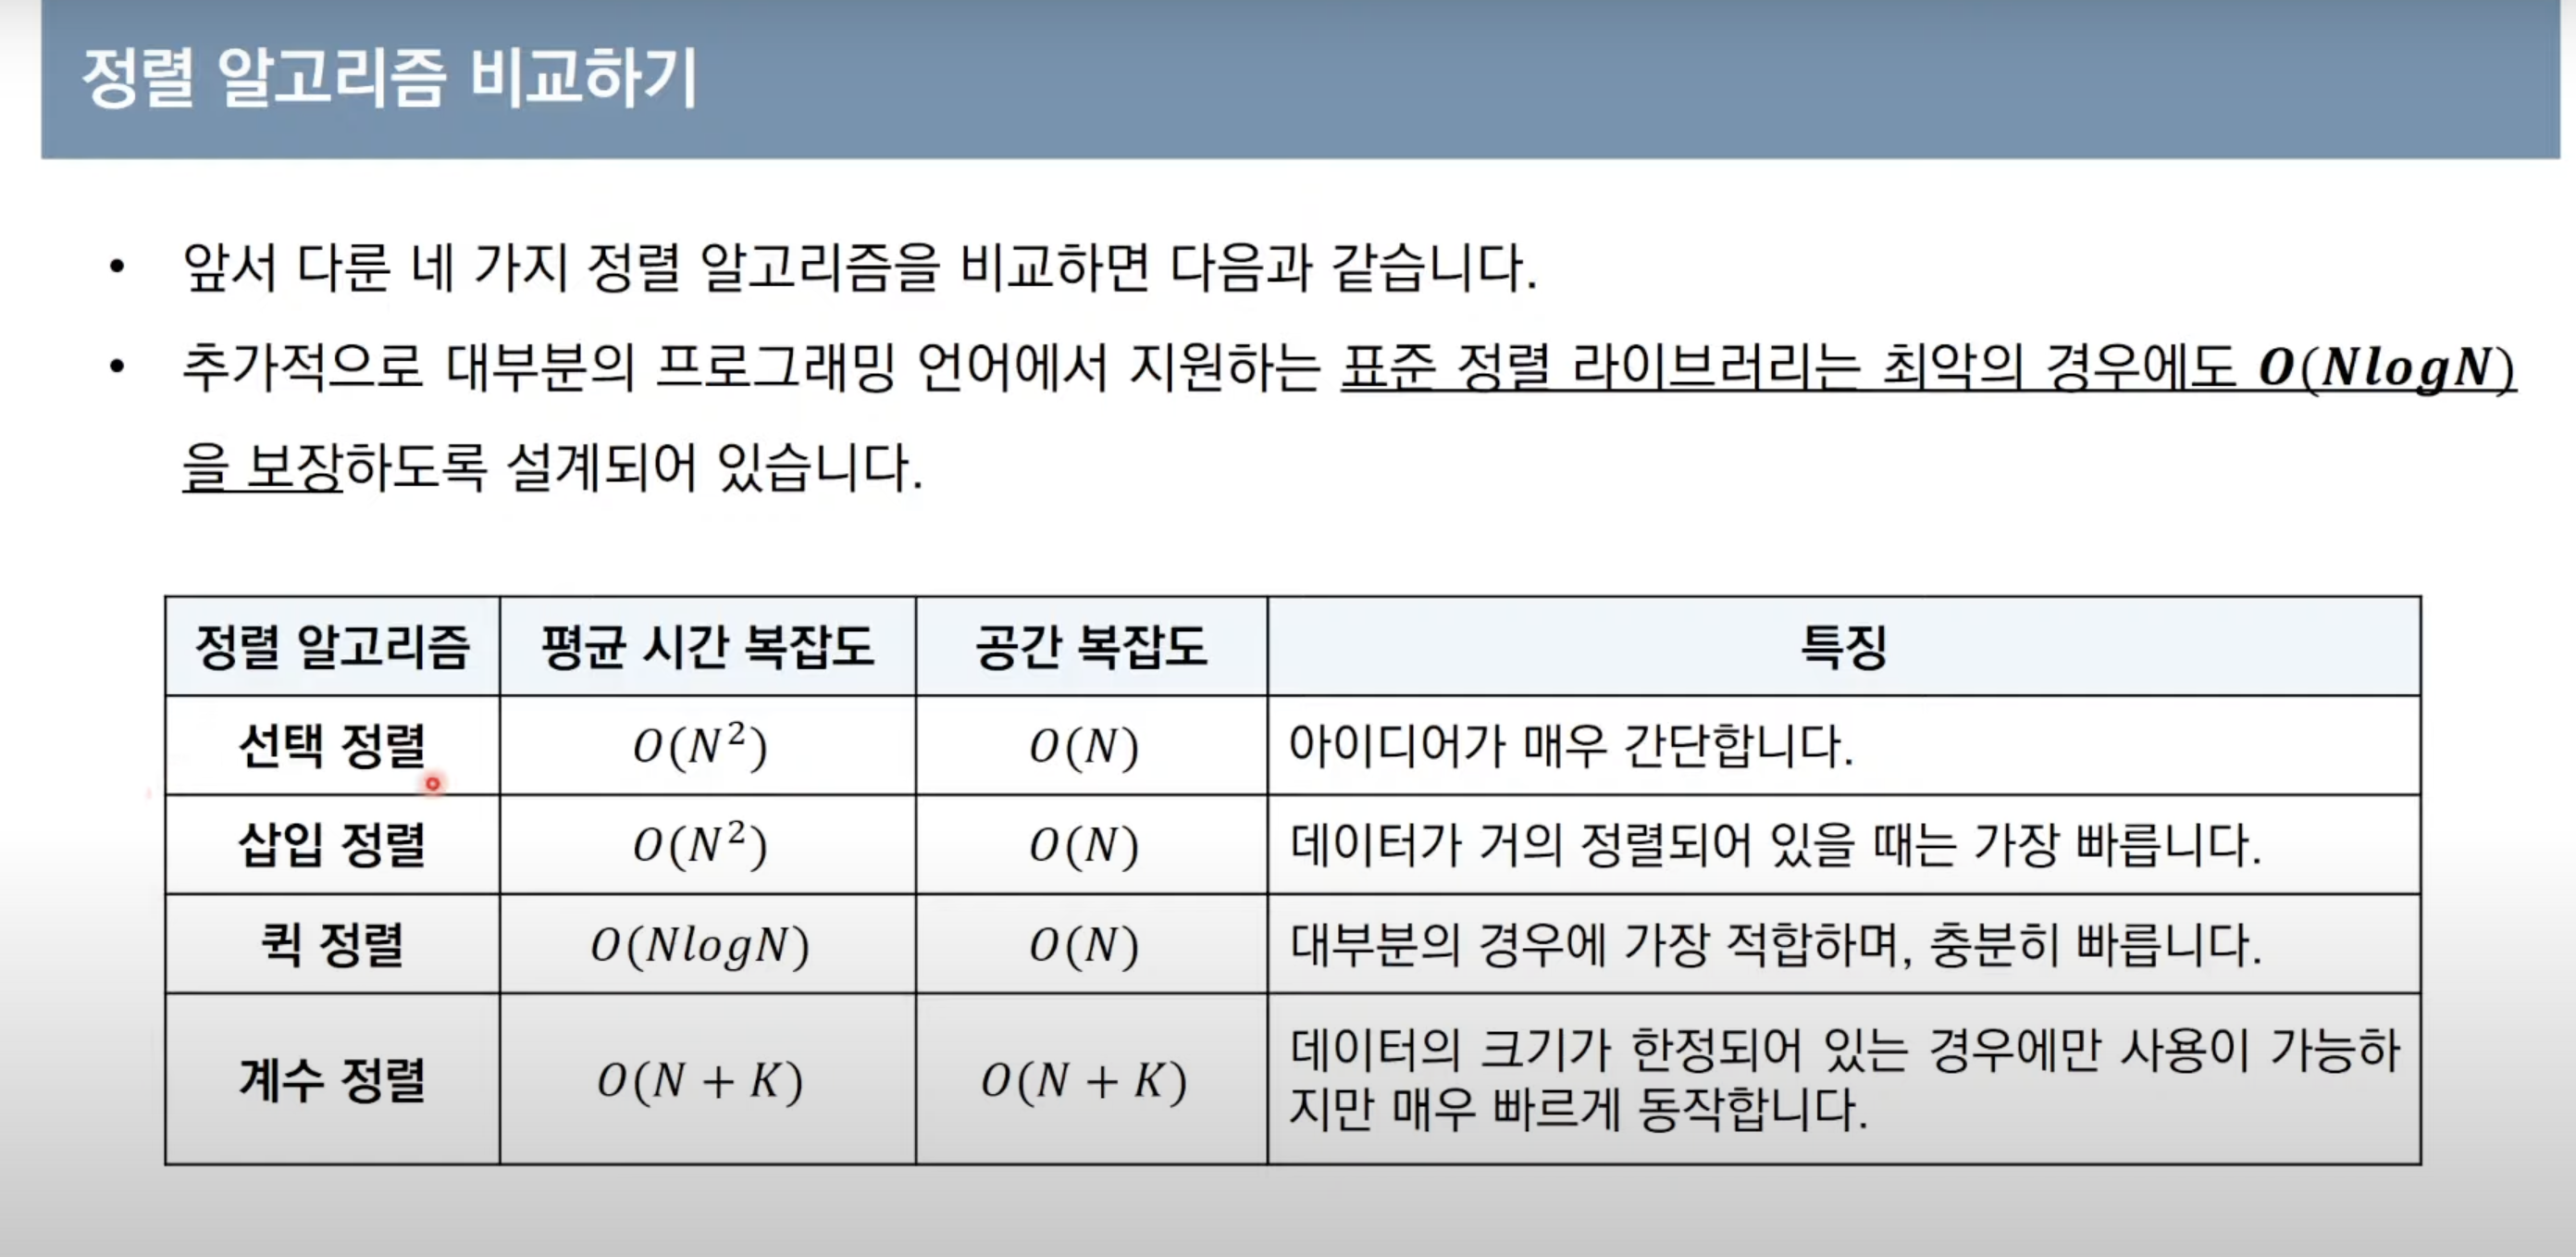 정렬 알고리즘 비교하기
• 앞서 다룬 네 가지 정렬 알고리즘을 비교하면 다음과 같습니다.
• 추가적으로 대부분의 프로그래밍 언어에서 지원하는 표준 정렬 라이브러리는 최악의 경우에도 O(NlogN)
을 보장하도록 설계되어 있습니다.
정렬 알고리즘 평균 시간 복잡도 공간 복잡도 특징
선택 정렬 O(N²) O(N) 아이디어가 매우 간단합니다.
삽입 정렬 O(N²) O(N) 데이터가 거의 정렬되어 있을 때는 가장 빠릅니다.
퀵 정렬 O(NlogN) O(N) 대부분의 경우에 가장 적합하며, 충분히 빠릅니다.
계수 정렬 O(N + K) O(N + K) 데이터의 크기가 한정되어 있는 경우에만 사용이 가능하
지만 매우 빠르게 동작합니다.